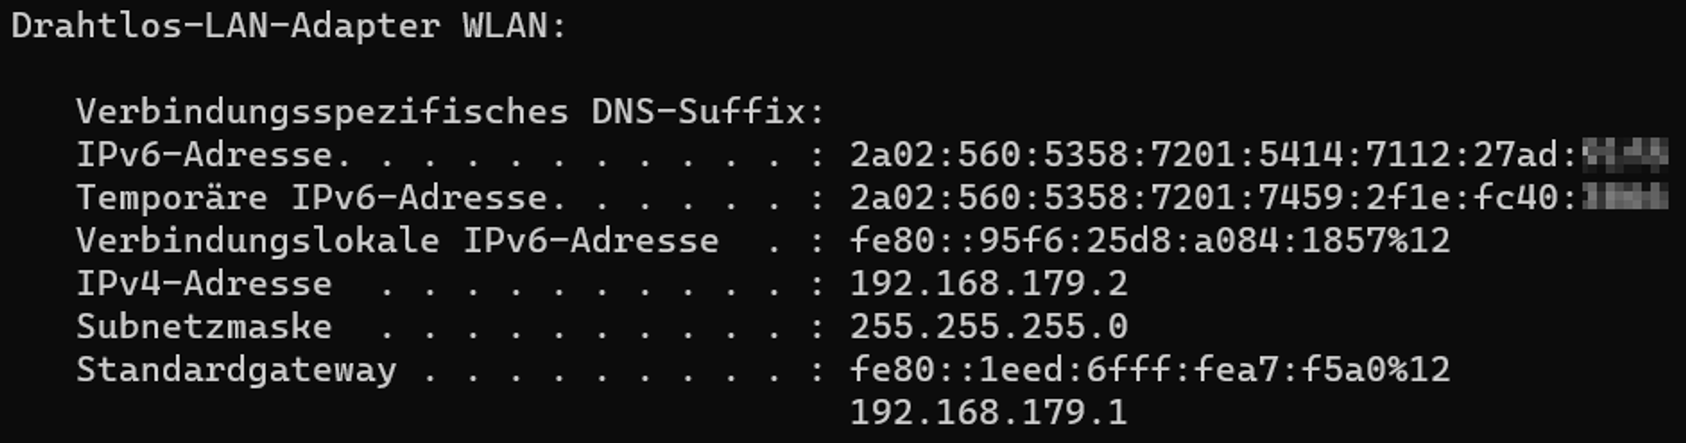 Drahtlos-LAN-Adapter WLAN:
Verbindungsspezifisches DNS-Suffix:
IPv6-Adresse. . . . . . . . . . . : 2a02:560:5358:7201:5414:7112:27ad:
Temporäre IPv6-Adresse. . . . . . : 2a02:560:5358:7201:7459:2f1e:fc40:
Verbindungslokale IPv6-Adresse  . : fe80::95f6:25d8:a084:1857%12
IPv4-Adresse  . . . . . . . . . . : 192.168.179.2
Subnetzmaske  . . . . . . . . . . : 255.255.255.0
Standardgateway . . . . . . . . . : fe80::1eed:6fff:fea7:f5a0%12
192.168.179.1